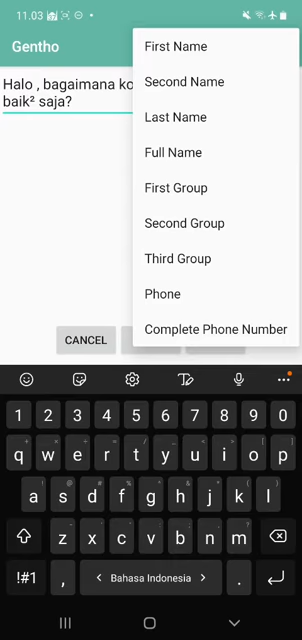 11.03
Gentho
Halo , bagaimana ko
baik² saja?
First Name
Second Name
Last Name
Full Name
First Group
Second Group
Third Group
Phone
Complete Phone Number
CANCEL
1 2 3 4 5 6 7 8 9 0
q w e r t y u i o p
a s d f g h j k l
z x c v b n m
!#1 , < Bahasa Indonesia > .